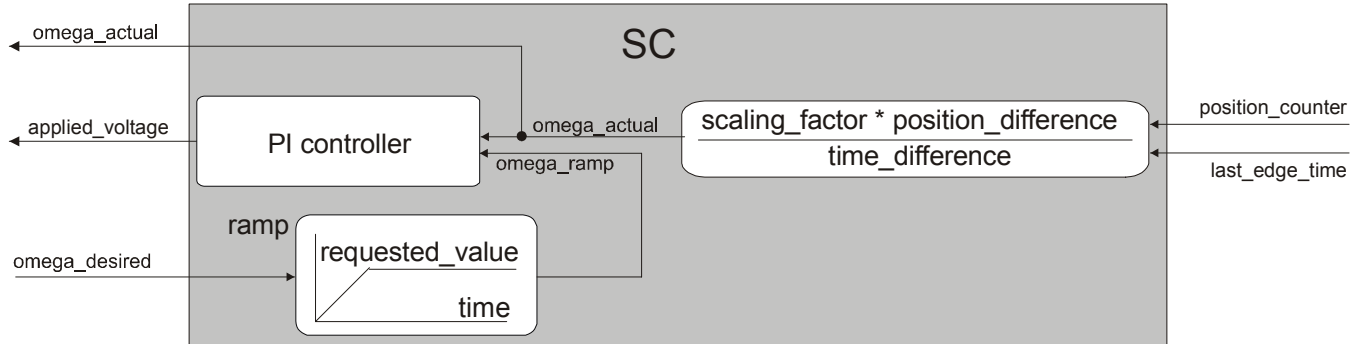 omega_actual
SC
position_counter
applied_voltage
PI controller
omega_actual
scaling_factor * position_difference
time_difference
omega_ramp
last_edge_time
ramp
requested_value
omega_desired
time